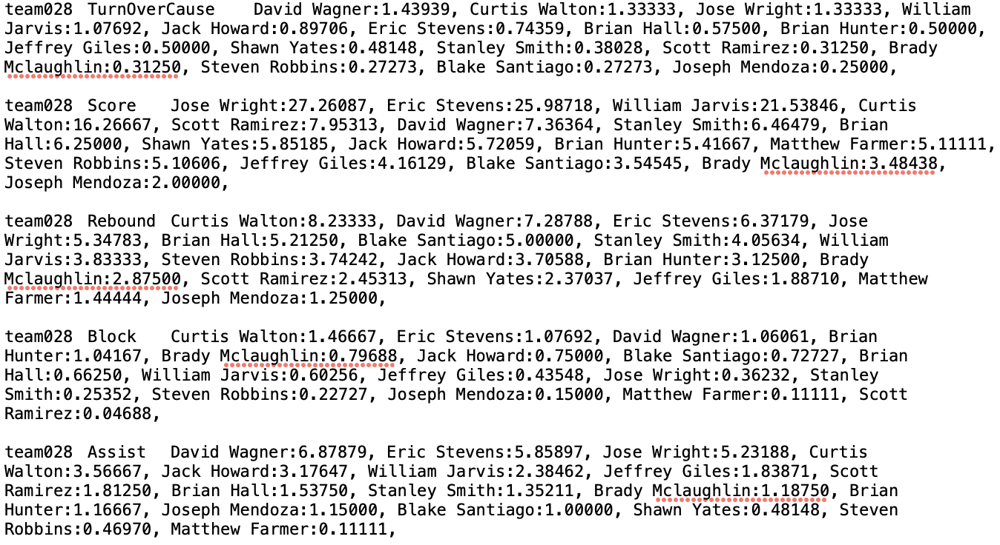 team028 TurnOverCause David Wagner:1.43939, Curtis Walton:1.33333, Jose Wright:1.33333, William
Jarvis:1.07692, Jack Howard:0.89706, Eric Stevens:0.74359, Brian Hall:0.57500, Brian Hunter:0.50000,
Jeffrey Giles:0.50000, Shawn Yates:0.48148, Stanley Smith:0.38028, Scott Ramirez:0.31250, Brady
Mclaughlin:0.31250, Steven Robbins:0.27273, Blake Santiago:0.27273, Joseph Mendoza:0.25000,
team028 Score Jose Wright:27.26087, Eric Stevens:25.98718, William Jarvis:21.53846, Curtis
Walton:16.26667, Scott Ramirez:7.95313, David Wagner:7.36364, Stanley Smith:6.46479, Brian
Hall:6.25000, Shawn Yates:5.85185, Jack Howard:5.72059, Brian Hunter:5.41667, Matthew Farmer:5.11111,
Steven Robbins:5.10606, Jeffrey Giles:4.16129, Blake Santiago:3.54545, Brady Mclaughlin:3.48438,
Joseph Mendoza:2.00000,
team028 Rebound Curtis Walton:8.23333, David Wagner:7.28788, Eric Stevens:6.37179, Jose
Wright:5.34783, Brian Hall:5.21250, Blake Santiago:5.00000, Stanley Smith:4.05634, William
Jarvis:3.83333, Steven Robbins:3.74242, Jack Howard:3.70588, Brian Hunter:3.12500, Brady
Mclaughlin:2.87500, Scott Ramirez:2.45313, Shawn Yates:2.37037, Jeffrey Giles:1.88710, Matthew
Farmer:1.44444, Joseph Mendoza:1.25000,
team028 Block Curtis Walton:1.46667, Eric Stevens:1.07692, David Wagner:1.06061, Brian
Hunter:1.04167, Brady Mclaughlin:0.79688, Jack Howard:0.75000, Blake Santiago:0.72727, Brian
Hall:0.66250, William Jarvis:0.60256, Jeffrey Giles:0.43548, Jose Wright:0.36232, Stanley
Smith:0.25352, Steven Robbins:0.22727, Joseph Mendoza:0.15000, Matthew Farmer:0.11111, Scott
Ramirez:0.04688,
team028 Assist David Wagner:6.87879, Eric Stevens:5.85897, Jose Wright:5.23188, Curtis
Walton:3.56667, Jack Howard:3.17647, William Jarvis:2.38462, Jeffrey Giles:1.83871, Scott
Ramirez:1.81250, Brian Hall:1.53750, Stanley Smith:1.35211, Brady Mclaughlin:1.18750, Brian
Hunter:1.16667, Joseph Mendoza:1.15000, Blake Santiago:1.00000, Shawn Yates:0.48148, Steven
Robbins:0.46970, Matthew Farmer:0.11111,